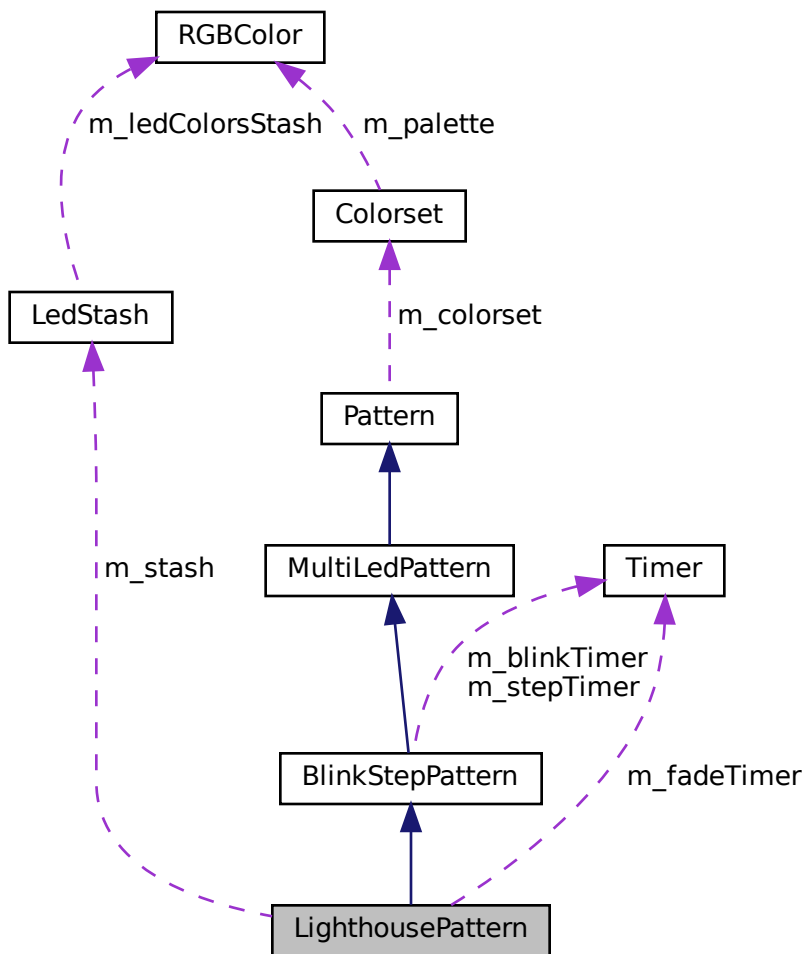 RGBColor
m_ledColorsStash
m_palette
Colorset
LedStash
m_colorset
Pattern
MultiLedPattern
Timer
m_stash
m_blinkTimer
m_stepTimer
BlinkStepPattern
m_fadeTimer
LighthousePattern